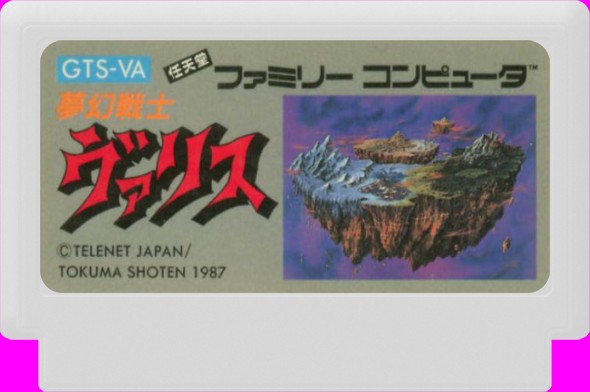 GTS-VA
任天堂
ファミリー コンピュータ™
夢幻戦士
ヴァリス
©TELENET JAPAN/
TOKUMA SHOTEN 1987